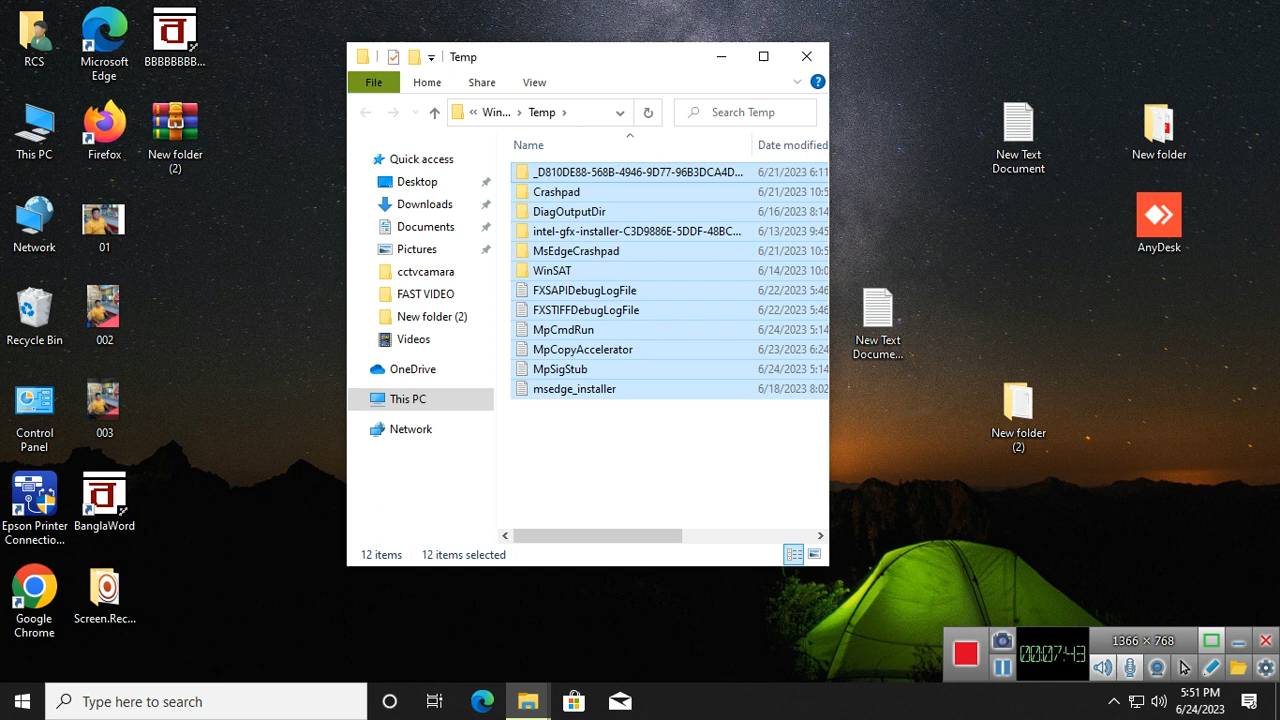 RCS
Microsoft
Edge
BBBBBBBB...
This PC
Firefox
New folder
(2)
Network
01
Recycle Bin
002
Control
Panel
003
Epson Printer
Connectio...
BanglaWord
Google
Chrome
Screen.Rec...
Temp
File Home Share View
« Win... › Temp ›
Search Temp
Name Date modified
Quick access
Desktop
Downloads
Documents
Pictures
cctvcamara
FAST VIDEO
New folder (2)
Videos
OneDrive
This PC
Network
_D810DE88-568B-4946-9D77-96B3DCA4D... 6/21/2023 6:11
Crashpad 6/21/2023 10:5
DiagOutputDir 6/16/2023 8:14
intel-gfx-installer-C3D9886E-5DDF-48BC... 6/13/2023 9:45
MsEdgeCrashpad 6/21/2023 10:5
WinSAT 6/14/2023 10:0
FXSAPIDebugLogFile 6/22/2023 5:46
FXSTIFFDebugLogFile 6/22/2023 5:46
MpCmdRun 6/24/2023 5:14
MpCopyAccelerator 6/23/2023 6:24
MpSigStub 6/24/2023 5:14
msedge_installer 6/18/2023 8:02
12 items 12 items selected
New Text
Document
New folder
AnyDesk
New Text
Docume...
New folder
(2)
00:07:43
1366 × 768
Type here to search
5:51 PM
6/24/2023